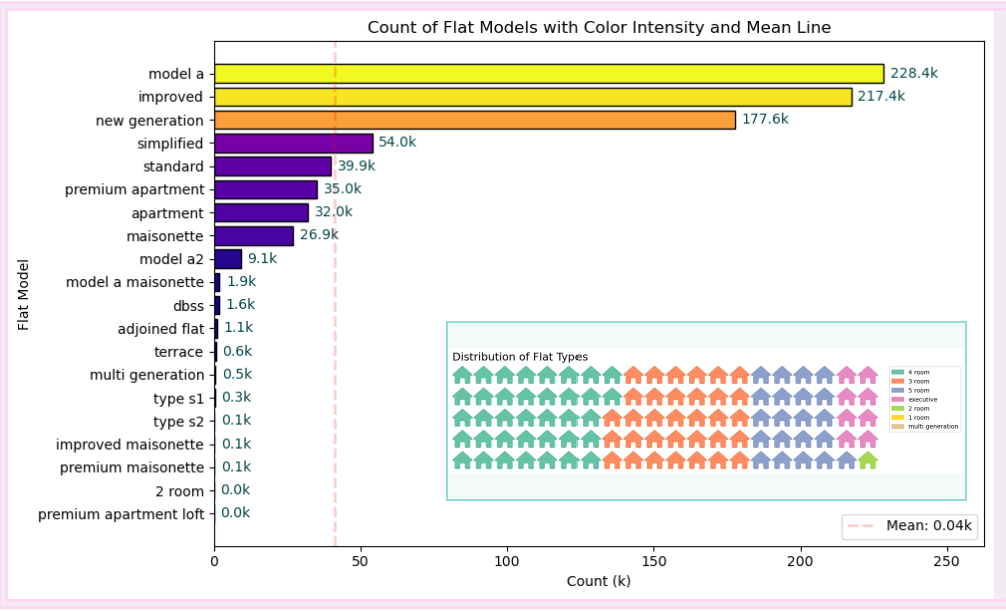 Count of Flat Models with Color Intensity and Mean Line
Flat Model
model a 228.4k
improved 217.4k
new generation 177.6k
simplified 54.0k
standard 39.9k
premium apartment 35.0k
apartment 32.0k
maisonette 26.9k
model a2 9.1k
model a maisonette 1.9k
dbss 1.6k
adjoined flat 1.1k
terrace 0.6k
multi generation 0.5k
type s1 0.3k
type s2 0.1k
improved maisonette 0.1k
premium maisonette 0.1k
2 room 0.0k
premium apartment loft 0.0k
Distribution of Flat Types
4 room
3 room
5 room
executive
2 room
1 room
multi generation
Mean: 0.04k
0 50 100 150 200 250
Count (k)